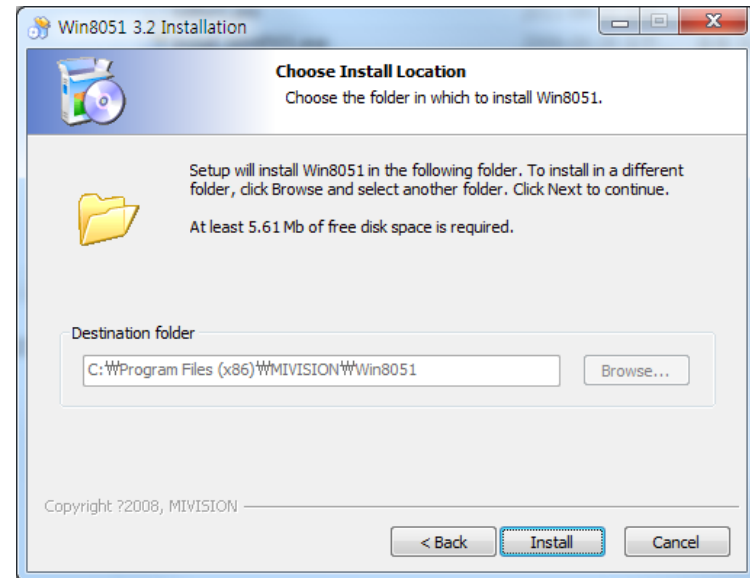 Win8051 3.2 Installation
Choose Install Location
Choose the folder in which to install Win8051.
Setup will install Win8051 in the following folder. To install in a different
folder, click Browse and select another folder. Click Next to continue.
At least 5.61 Mb of free disk space is required.
Destination folder
C:₩Program Files (x86)₩MIVISION₩Win8051
Browse...
Copyright ?2008, MIVISION
< Back
Install
Cancel